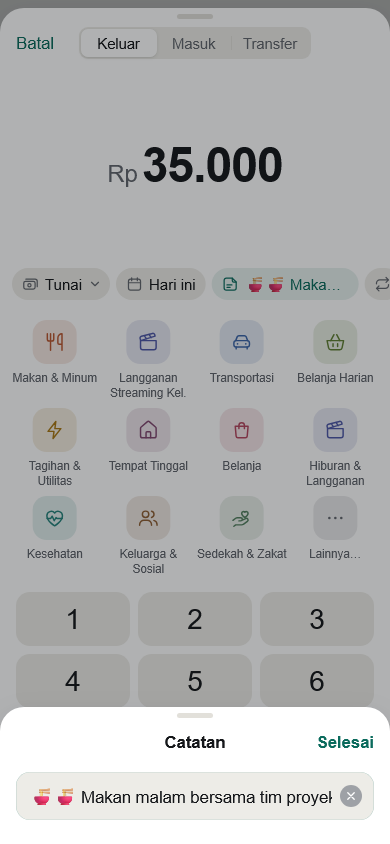 Batal Keluar Masuk Transfer
Rp 35.000
Tunai Hari ini 🍜 🍜 Maka...
Makan & Minum
Langganan
Streaming Kel.
Transportasi
Belanja Harian
Tagihan &
Utilitas
Tempat Tinggal
Belanja
Hiburan &
Langganan
Kesehatan
Keluarga &
Sosial
Sedekah & Zakat
Lainnya...
1 2 3
4 5 6
Catatan Selesai
🍜 🍜 Makan malam bersama tim proyek